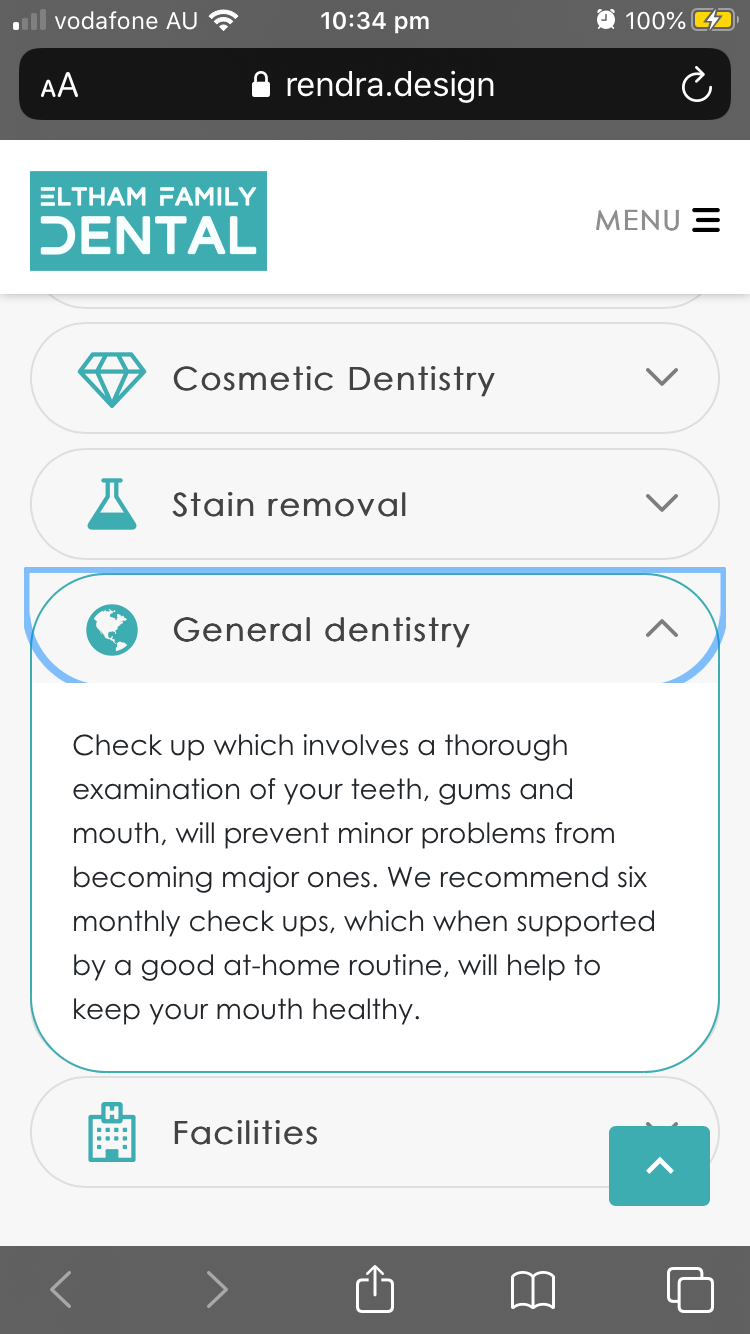 vodafone AU 10:34 pm 100%
AA rendra.design
ELTHAM FAMILY
DENTAL
MENU
Cosmetic Dentistry
Stain removal
General dentistry
Check up which involves a thorough
examination of your teeth, gums and
mouth, will prevent minor problems from
becoming major ones. We recommend six
monthly check ups, which when supported
by a good at-home routine, will help to
keep your mouth healthy.
H
Facilities